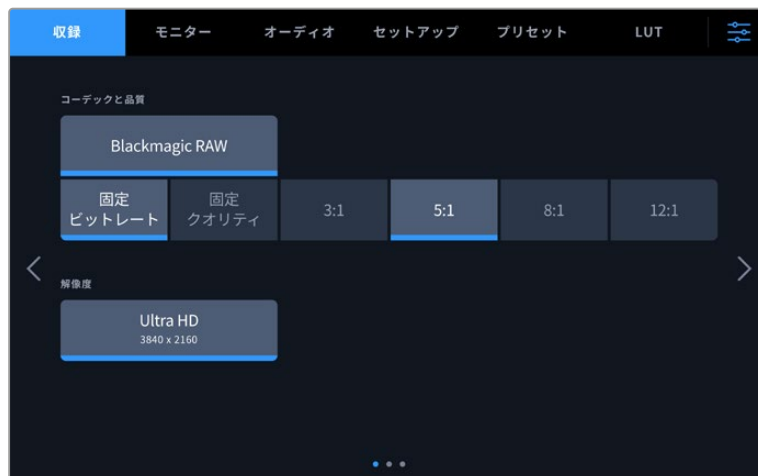 収録 モニター オーディオ セットアップ プリセット LUT
コーデックと品質
Blackmagic RAW
固定 固定
ビットレート クオリティ 3:1 5:1 8:1 12:1
解像度
Ultra HD
3840 x 2160